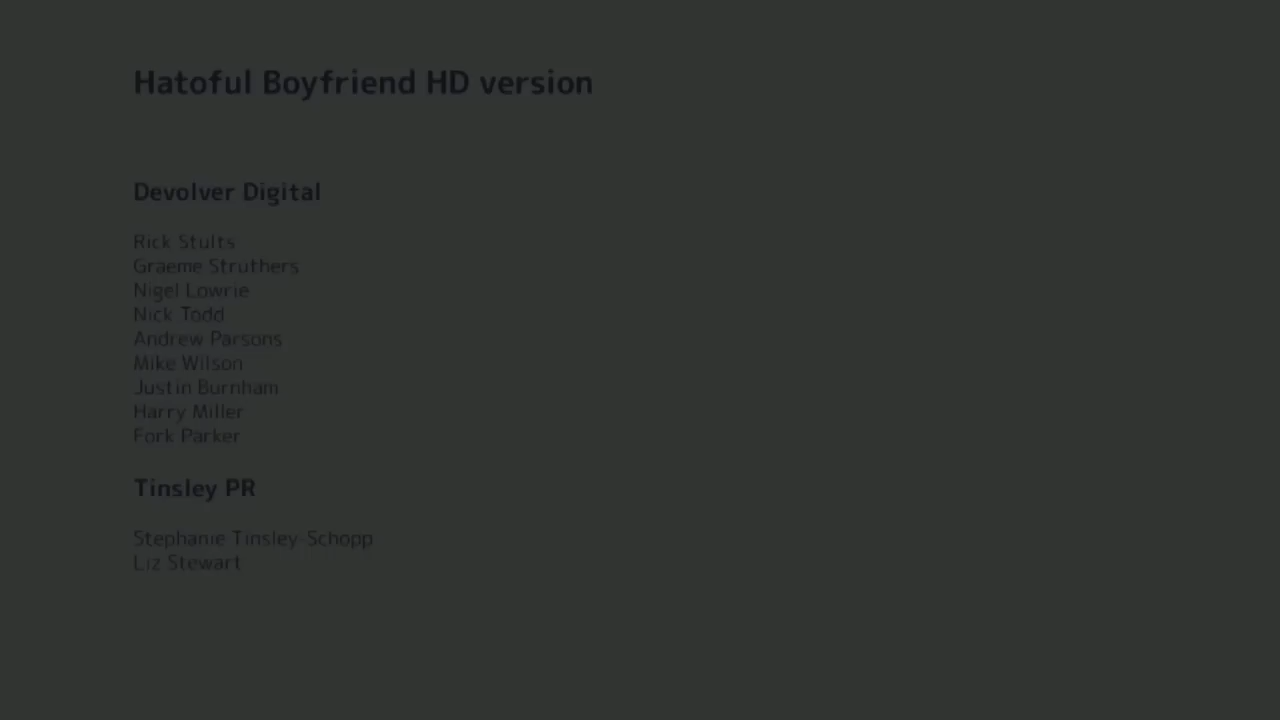 Hatoful Boyfriend HD version
Devolver Digital
Rick Stults
Graeme Struthers
Nigel Lowrie
Nick Todd
Andrew Parsons
Mike Wilson
Justin Burnham
Harry Miller
Fork Parker
Tinsley PR
Stephanie Tinsley-Schopp
Liz Stewart